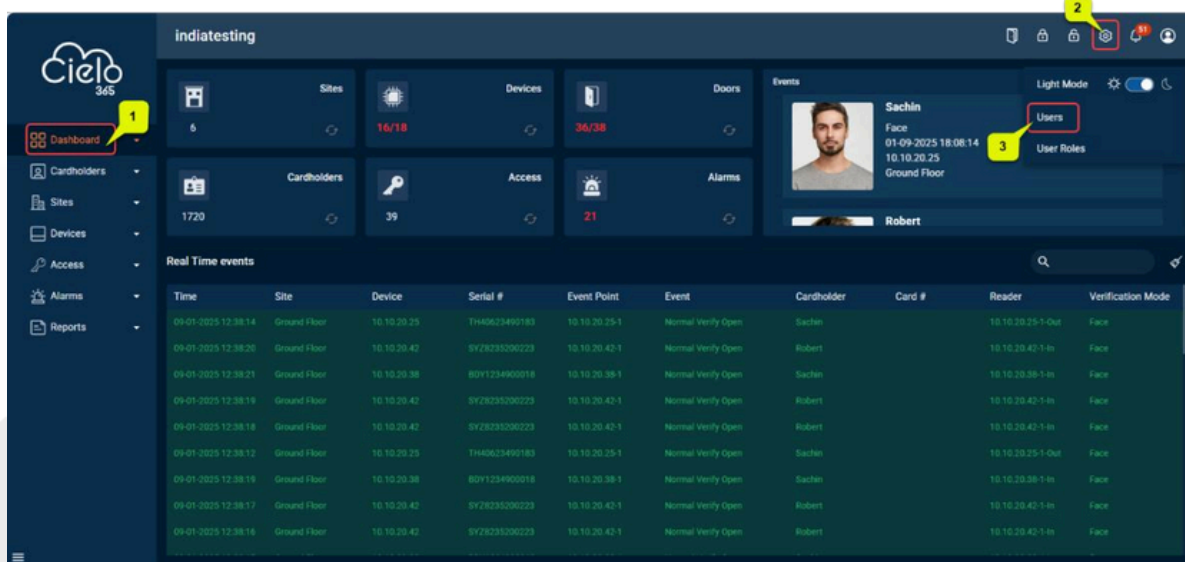 2
indiatesting
51
Cielo
365
1
Dashboard
Cardholders
Sites
Devices
Access
Alarms
Reports
Sites
6
Devices
16/18
Doors
36/38
Cardholders
1720
Access
39
Alarms
21
Events
Sachin
Face
01-09-2025 18:08:14
10.10.20.25
Ground Floor
Robert
Light Mode
Users
3
User Roles
Real Time events
Time Site Device Serial # Event Point Event Cardholder Card # Reader Verification Mode
09-01-2025 12:38:14 Ground Floor 10.10.20.25 TH40623490183 10.10.20.25-1 Normal Verify Open Sachin 10.10.20.25-1-Out Face
09-01-2025 12:38:20 Ground Floor 10.10.20.42 SYZ8235200223 10.10.20.42-1 Normal Verify Open Robert 10.10.20.42-1-In Face
09-01-2025 12:38:21 Ground Floor 10.10.20.38 10.10.20.38-1 Normal Verify Open Sachin 10.10.20.38-1-In Face
09-01-2025 12:38:19 Ground Floor 10.10.20.42 SYZ8235200223 10.10.20.42-1 Normal Verify Open Robert 10.10.20.42-1-In Face
09-01-2025 12:38:18 Ground Floor 10.10.20.42 SYZ8235200223 10.10.20.42-1 Normal Verify Open Robert 10.10.20.42-1-In Face
09-01-2025 12:38:12 Ground Floor 10.10.20.25 TH40623490183 10.10.20.25-1 Normal Verify Open Sachin 10.10.20.25-1-Out Face
09-01-2025 12:38:19 Ground Floor 10.10.20.38 10.10.20.38-1 Normal Verify Open Sachin 10.10.20.38-1-In Face
09-01-2025 12:38:17 Ground Floor 10.10.20.42 SYZ8235200223 10.10.20.42-1 Normal Verify Open Robert 10.10.20.42-1-In Face
09-01-2025 12:38:16 Ground Floor 10.10.20.42 SYZ8235200223 10.10.20.42-1 Normal Verify Open Robert 10.10.20.42-1-In Face